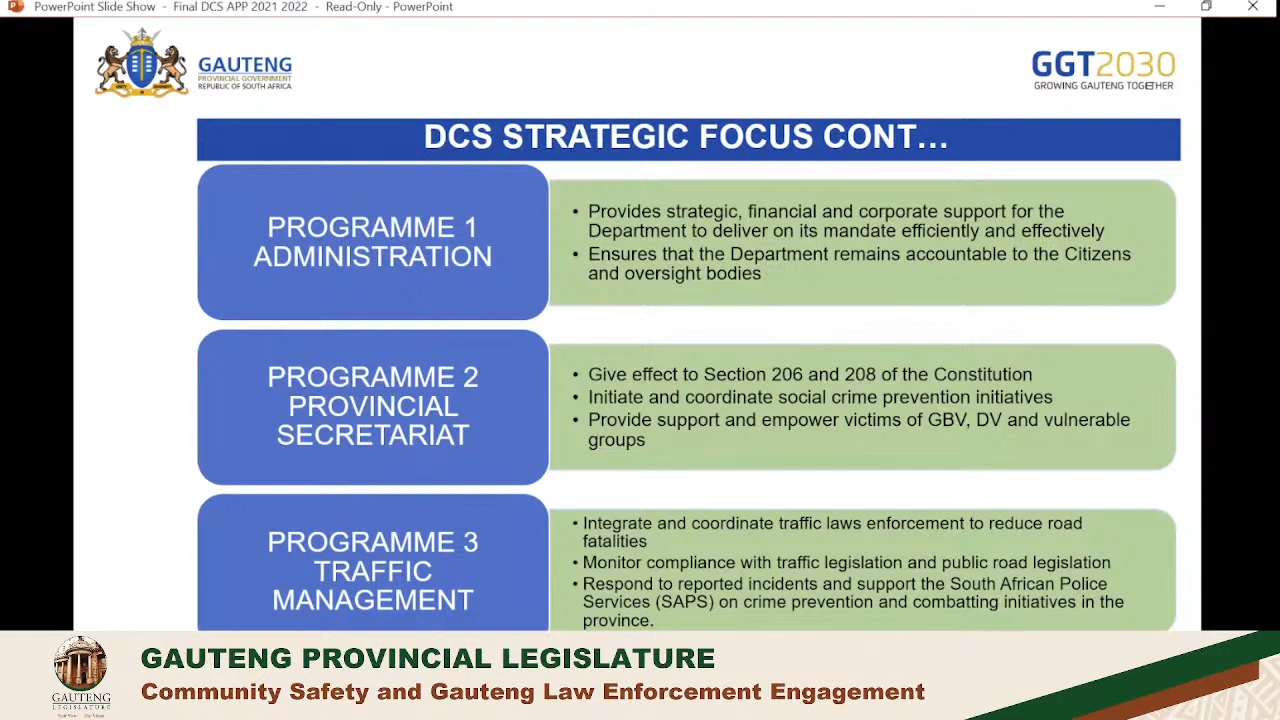 PowerPoint Slide Show - Final DCS APP 2021 2022 - Read-Only - PowerPoint
GAUTENG
PROVINCIAL GOVERNMENT
REPUBLIC OF SOUTH AFRICA
GGT2030
GROWING GAUTENG TOGETHER
DCS STRATEGIC FOCUS CONT...
PROGRAMME 1
ADMINISTRATION
• Provides strategic, financial and corporate support for the
Department to deliver on its mandate efficiently and effectively
• Ensures that the Department remains accountable to the Citizens
and oversight bodies
PROGRAMME 2
PROVINCIAL
SECRETARIAT
• Give effect to Section 206 and 208 of the Constitution
• Initiate and coordinate social crime prevention initiatives
• Provide support and empower victims of GBV, DV and vulnerable
groups
PROGRAMME 3
TRAFFIC
MANAGEMENT
• Integrate and coordinate traffic laws enforcement to reduce road
fatalities
• Monitor compliance with traffic legislation and public road legislation
• Respond to reported incidents and support the South African Police
Services (SAPS) on crime prevention and combatting initiatives in the
province.
GAUTENG PROVINCIAL LEGISLATURE
Community Safety and Gauteng Law Enforcement Engagement
GAUTENG
LEGISLATURE